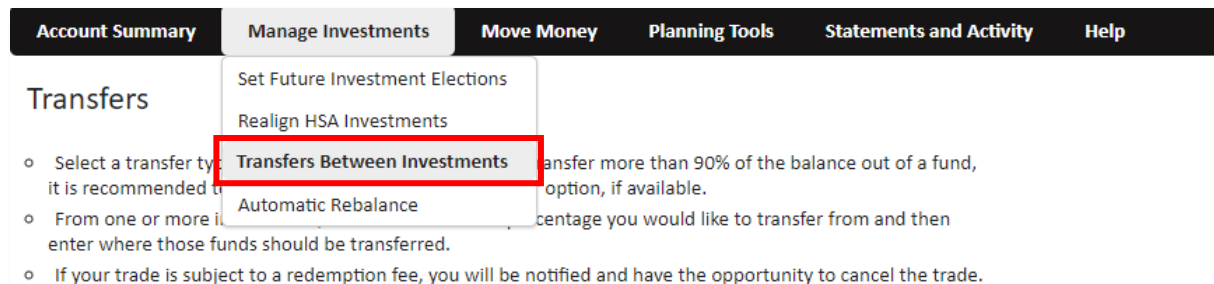 Account Summary Manage Investments Move Money Planning Tools Statements and Activity Help
Set Future Investment Elections
Transfers
Realign HSA Investments
Select a transfer Transfers Between Investments more than 90% of the balance out of a fund,
it is recommended option, if available.
Automatic Rebalance
From one or more you would like to transfer from and then
enter where those funds should be transferred.
If your trade is subject to a redemption fee, you will be notified and have the opportunity to cancel the trade.